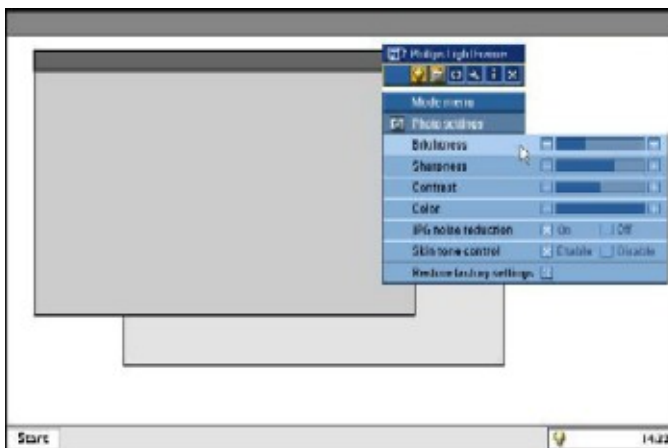 Philips Lightframe
Mode menu
Photo settings
Brightness
Sharpness
Contrast
Color
JPG noise reduction On Off
Skin tone control Enable Disable
Restore factory settings
Start